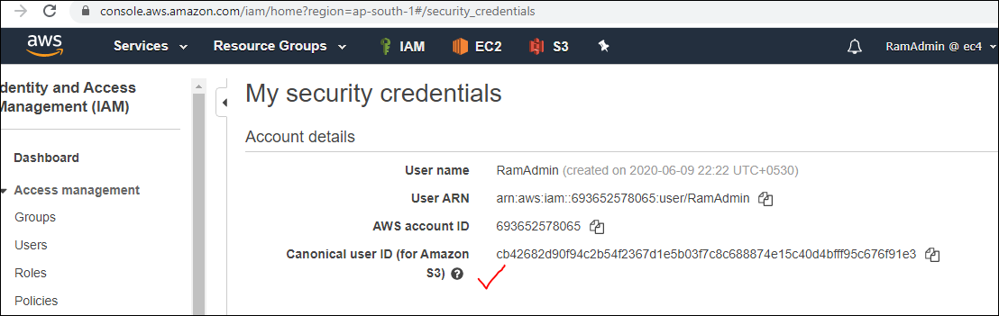 console.aws.amazon.com/iam/home?region=ap-south-1#/security_credentials
aws Services Resource Groups IAM EC2 S3 RamAdmin @ ec4
dentity and Access
Management (IAM)
Dashboard
Access management
Groups
Users
Roles
Policies
My security credentials
Account details
User name RamAdmin (created on 2020-06-09 22:22 UTC+0530)
User ARN arn:aws:iam::693652578065:user/RamAdmin
AWS account ID 693652578065
Canonical user ID (for Amazon cb42682d90f94c2b54f2367d1e5b03f7c8c688874e15c40d4bfff95c676f91e3
S3) ?